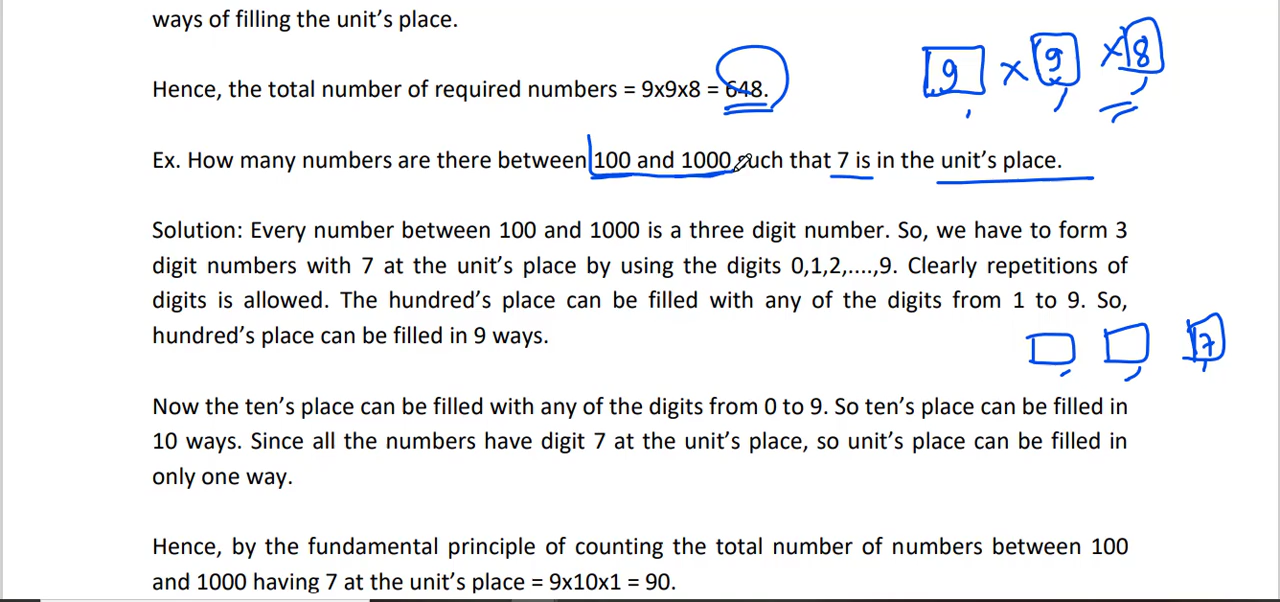 ways of filling the unit's place.
9 × 9 × 8
Hence, the total number of required numbers = 9x9x8 = 648.
Ex. How many numbers are there between 100 and 1000 such that 7 is in the unit's place.
Solution: Every number between 100 and 1000 is a three digit number. So, we have to form 3
digit numbers with 7 at the unit's place by using the digits 0,1,2,....,9. Clearly repetitions of
digits is allowed. The hundred's place can be filled with any of the digits from 1 to 9. So,
hundred's place can be filled in 9 ways.
7
Now the ten's place can be filled with any of the digits from 0 to 9. So ten's place can be filled in
10 ways. Since all the numbers have digit 7 at the unit's place, so unit's place can be filled in
only one way.
Hence, by the fundamental principle of counting the total number of numbers between 100
and 1000 having 7 at the unit's place = 9x10x1 = 90.